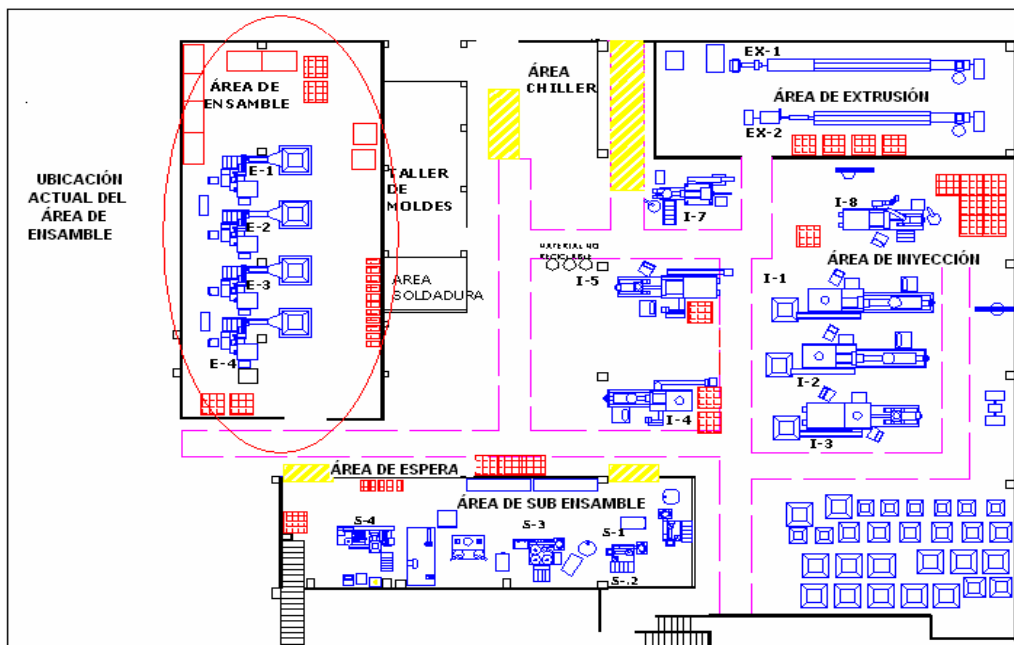 UBICACIÓN
ACTUAL DEL
ÁREA DE
ENSAMBLE
ÁREA DE
ENSAMBLE
E-1
E-2
E-3
E-4
TALLER
DE
MOLDES
AREA
SOLDADURA
ÁREA
CHILLER
EX-1
ÁREA DE EXTRUSIÓN
EX-2
I-7
I-8
MATERIAL NO
I-5
I-4
ÁREA DE INYECCIÓN
I-1
I-2
I-3
ÁREA DE ESPERA
ÁREA DE SUB ENSAMBLE
S-4
S-3
S-1
S-.2